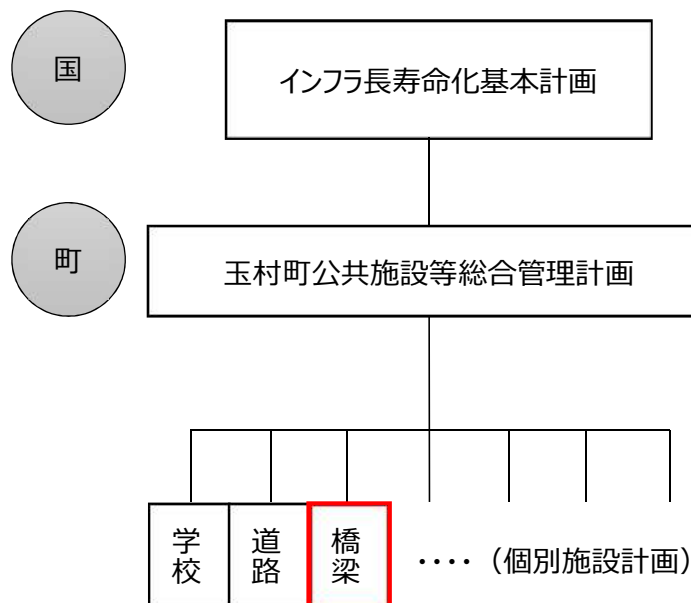 国
インフラ長寿命化基本計画
町
玉村町公共施設等総合管理計画
学校
道路
橋梁
‥‥（個別施設計画）